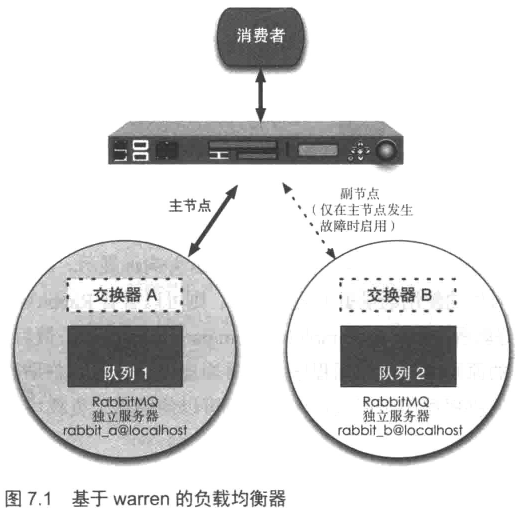 消费者
主节点
副节点
（仅在主节点发生
故障时启用）
交换器 A
队列 1
RabbitMQ
独立服务器
rabbit_a@localhost
交换器 B
队列 2
RabbitMQ
独立服务器
rabbit_b@localhost
图 7.1 基于 warren 的负载均衡器